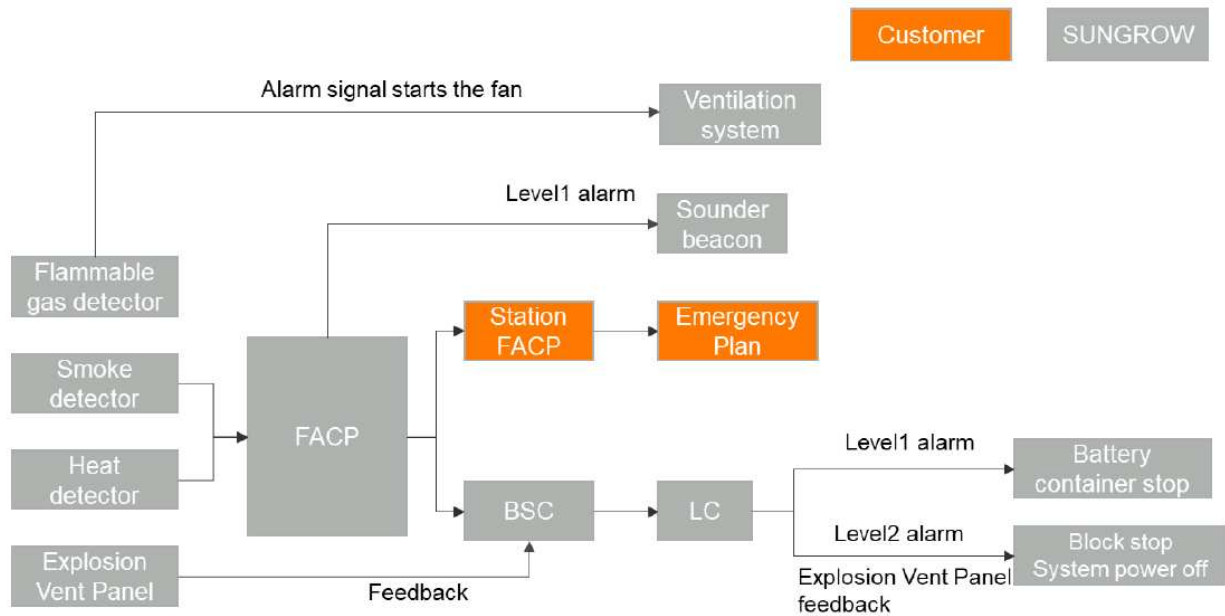 Customer
SUNGROW
Alarm signal starts the fan
Ventilation
system
Level1 alarm
Sounder
beacon
Flammable
gas detector
Station
FACP
Emergency
Plan
Smoke
detector
FACP
Heat
detector
Level1 alarm
Battery
container stop
BSC
LC
Level2 alarm
Block stop
System power off
Explosion
Vent Panel
Feedback
Explosion Vent Panel
feedback